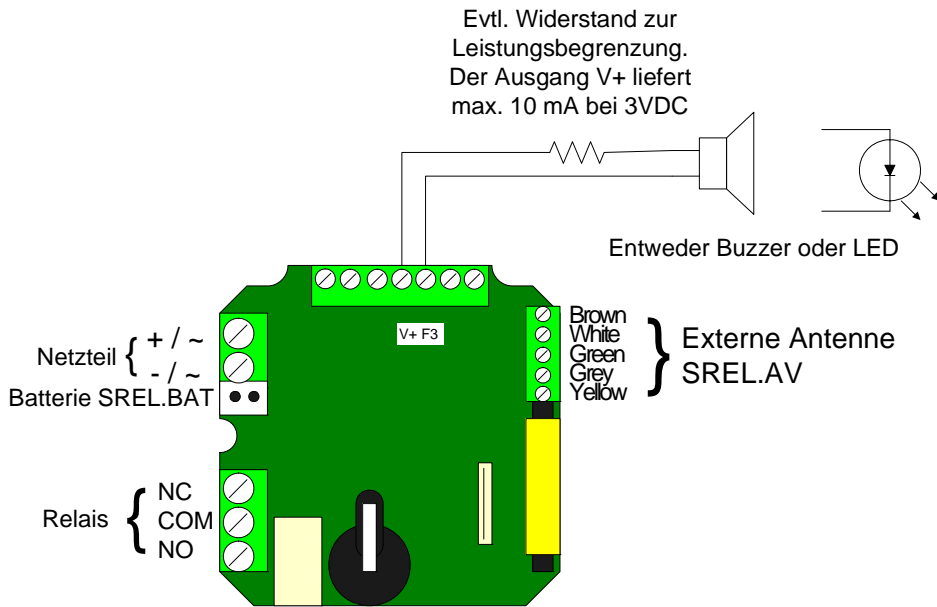 Evtl. Widerstand zur
Leistungsbegrenzung.
Der Ausgang V+ liefert
max. 10 mA bei 3VDC
Entweder Buzzer oder LED
V+ F3
Brown
White
Green
Grey
Yellow
Externe Antenne
SREL.AV
Netzteil
+ / ~
- / ~
Batterie SREL.BAT
Relais
NC
COM
NO